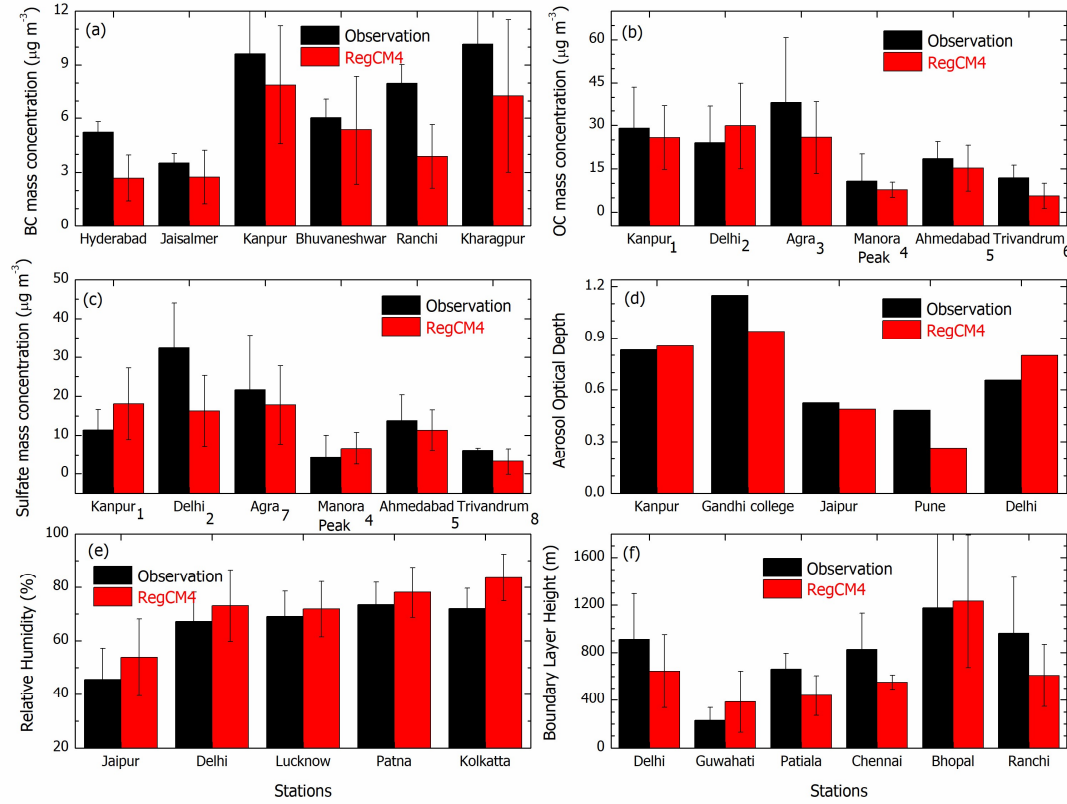 (a)
BC mass concentration (μg m⁻³)
12
9
6
3
0
Observation
RegCM4
Hyderabad Jaisalmer Kanpur Bhuvaneshwar Ranchi Kharagpur
(b)
OC mass concentration (μg m⁻³)
60
45
30
15
0
Observation
RegCM4
Kanpur 1 Delhi 2 Agra 3 Manora Peak 4 Ahmedabad 5 Trivandrum 6
(c)
Sulfate mass concentration (μg m⁻³)
50
40
30
20
10
0
Observation
RegCM4
Kanpur 1 Delhi 2 Agra 7 Manora Peak 4 Ahmedabad 5 Trivandrum 8
(d)
Aerosol Optical Depth
1.2
0.9
0.6
0.3
0.0
Observation
RegCM4
Kanpur Gandhi college Jaipur Pune Delhi
(e)
Relative Humidity (%)
100
80
60
40
20
Observation
RegCM4
Jaipur Delhi Lucknow Patna Kolkatta
Stations
(f)
Boundary Layer Height (m)
1600
1200
800
400
0
Observation
RegCM4
Delhi Guwahati Patiala Chennai Bhopal Ranchi
Stations